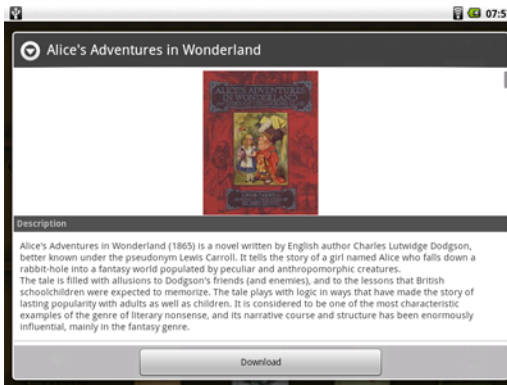 07:5
Alice's Adventures in Wonderland
ALICE'S ADVENTURES
IN WONDERLAND
Description
Alice's Adventures in Wonderland (1865) is a novel written by English author Charles Lutwidge Dodgson,
better known under the pseudonym Lewis Carroll. It tells the story of a girl named Alice who falls down a
rabbit-hole into a fantasy world populated by peculiar and anthropomorphic creatures.
The tale is filled with allusions to Dodgson's friends (and enemies), and to the lessons that British
schoolchildren were expected to memorize. The tale plays with logic in ways that have made the story of
lasting popularity with adults as well as children. It is considered to be one of the most characteristic
examples of the genre of literary nonsense, and its narrative course and structure has been enormously
influential, mainly in the fantasy genre.
Download